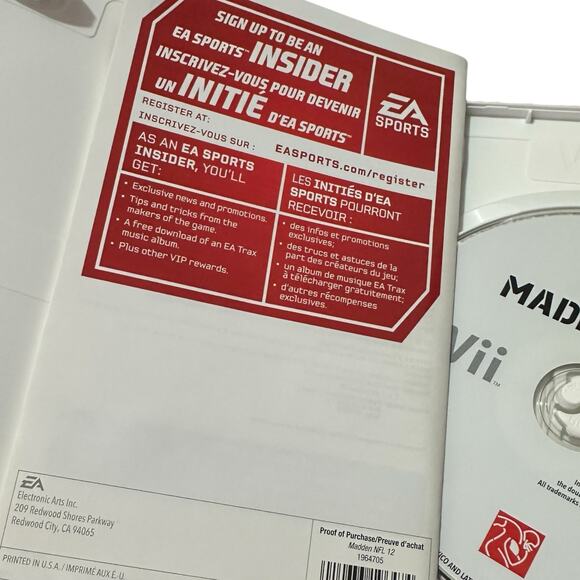 SIGN UP TO BE AN
EA SPORTS™ INSIDER
INSCRIVEZ-VOUS POUR DEVENIR
UN INITIÉ D'EA SPORTS™
EA
SPORTS
REGISTER AT:
INSCRIVEZ-VOUS SUR :
EASPORTS.com/register
AS AN EA SPORTS
INSIDER, YOU'LL
GET:
• Exclusive news and promotions.
• Tips and tricks from the
makers of the game.
• A free download of an EA Trax
music album.
• Plus other VIP rewards.
LES INITIÉS D'EA
SPORTS POURRONT
RECEVOIR :
• des infos et promotions
exclusives;
• des trucs et astuces de la
part des créateurs du jeu;
• un album de musique EA Trax
à télécharger gratuitement;
• d'autres récompenses
exclusives.
EA
Electronic Arts Inc.
209 Redwood Shores Parkway
Redwood City, CA 94065
PRINTED IN U.S.A. / IMPRIMÉ AUX É.-U.
Proof of Purchase/Preuve d'achat
Madden NFL 12
1964705
MADD
Wii™
the dou
All trademarks